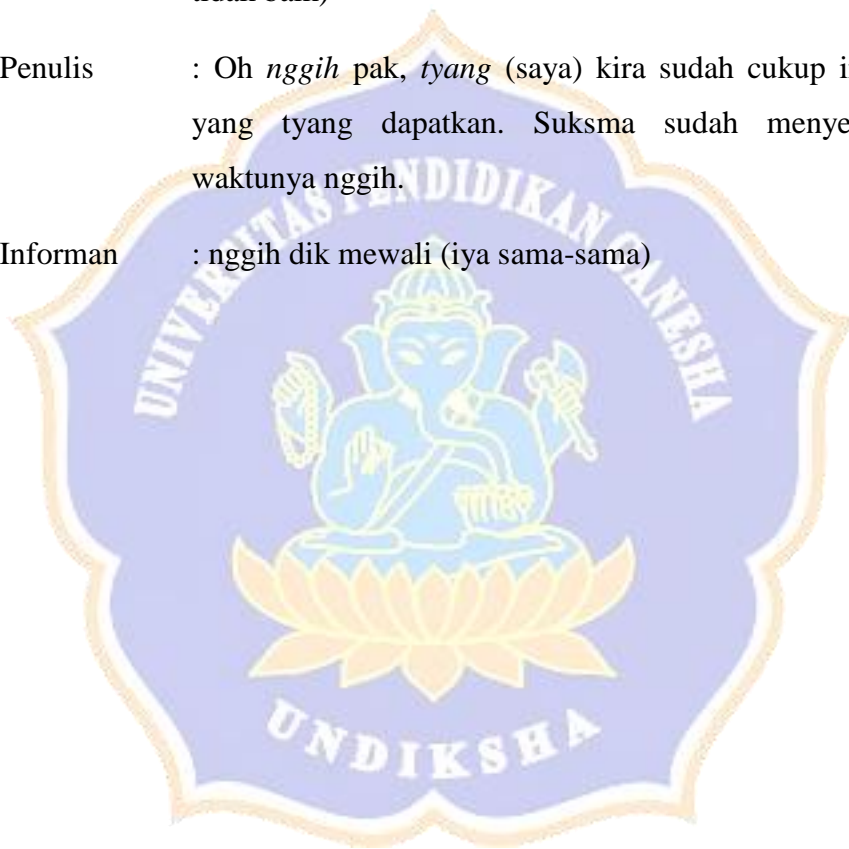 Penulis : Oh nggih pak, tyang (saya) kira sudah cukup
yang tyang dapatkan. Suksma sudah
waktunya nggih.
Informan : nggih dik mewali (iya sama-sama)
UNIVERSITAS PENDIDIKAN GANESHA
UNDIKSHA